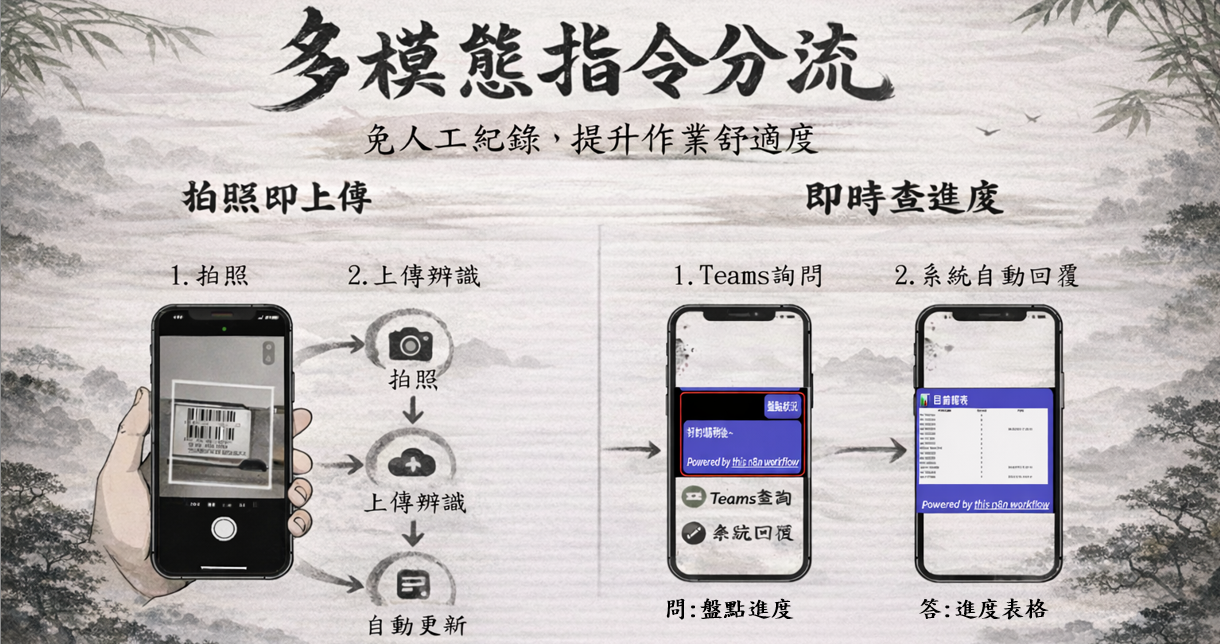 多模態指令分流
免人工紀錄，提升作業舒適度
拍照即上傳
1.拍照
2.上傳辨識
拍照
上傳辨識
自動更新
即時查進度
1.Teams詢問
2.系統自動回覆
盤點狀況
好的!請稍後~
Powered by this n8n workflow
Teams查詢
系統回覆
問:盤點進度
目前報表
Powered by this n8n workflow
答:進度表格